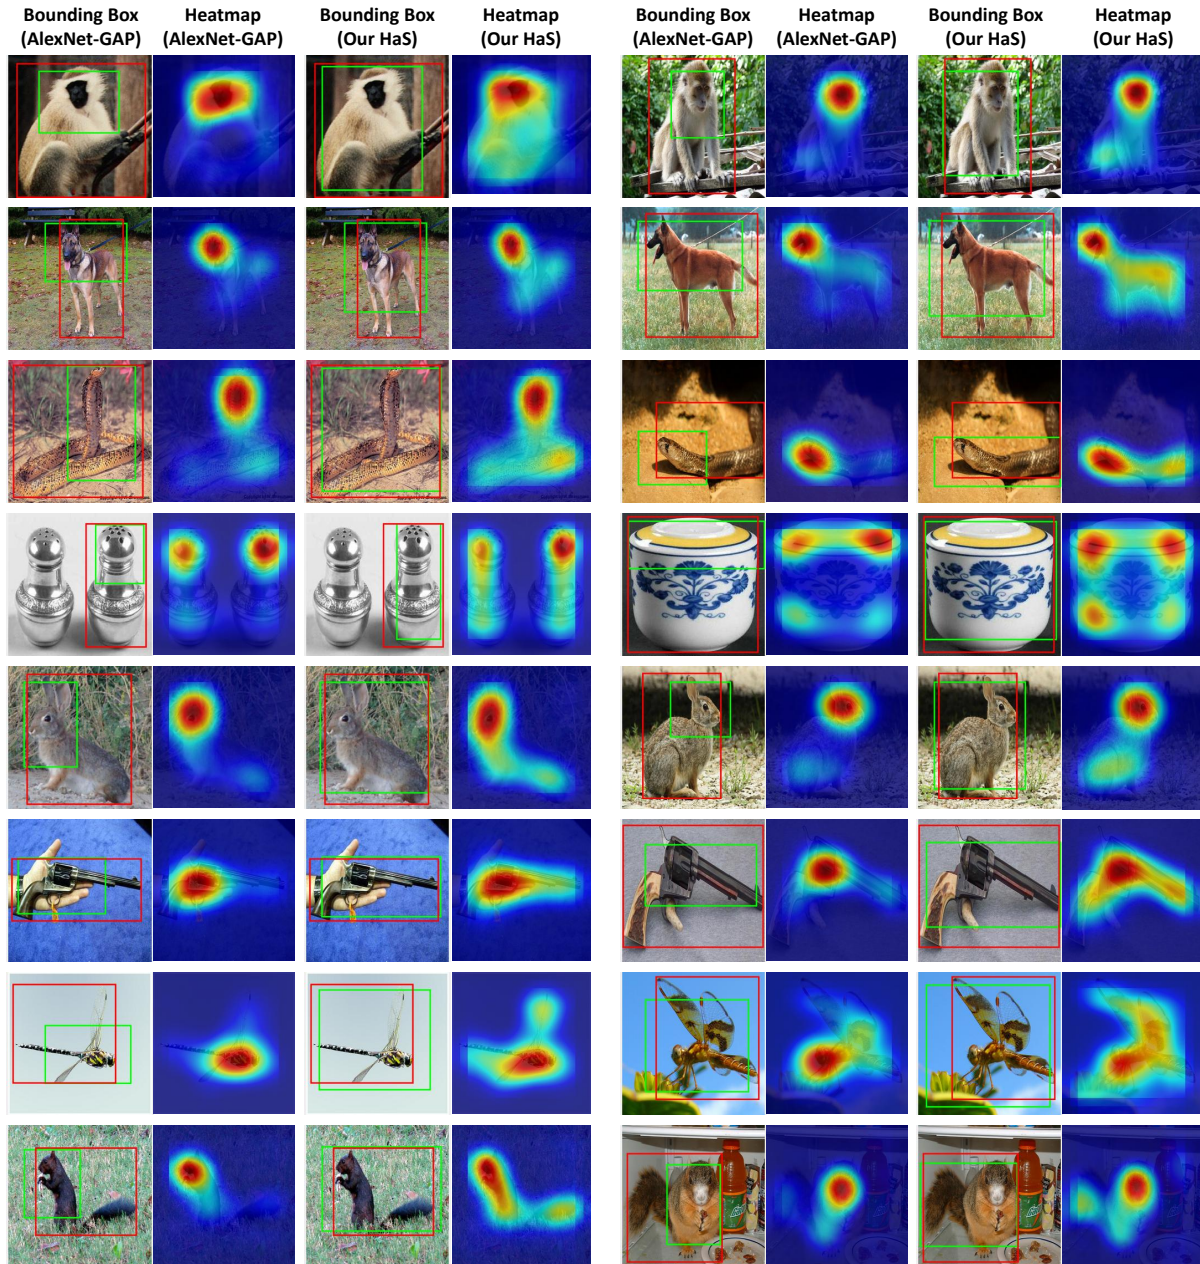 Bounding Box Heatmap Bounding Box Heatmap Bounding Box Heatmap Bounding Box Heatmap
(AlexNet-GAP) (AlexNet-GAP) (Our HaS) (Our HaS) (AlexNet-GAP) (AlexNet-GAP) (Our HaS) (Our HaS)